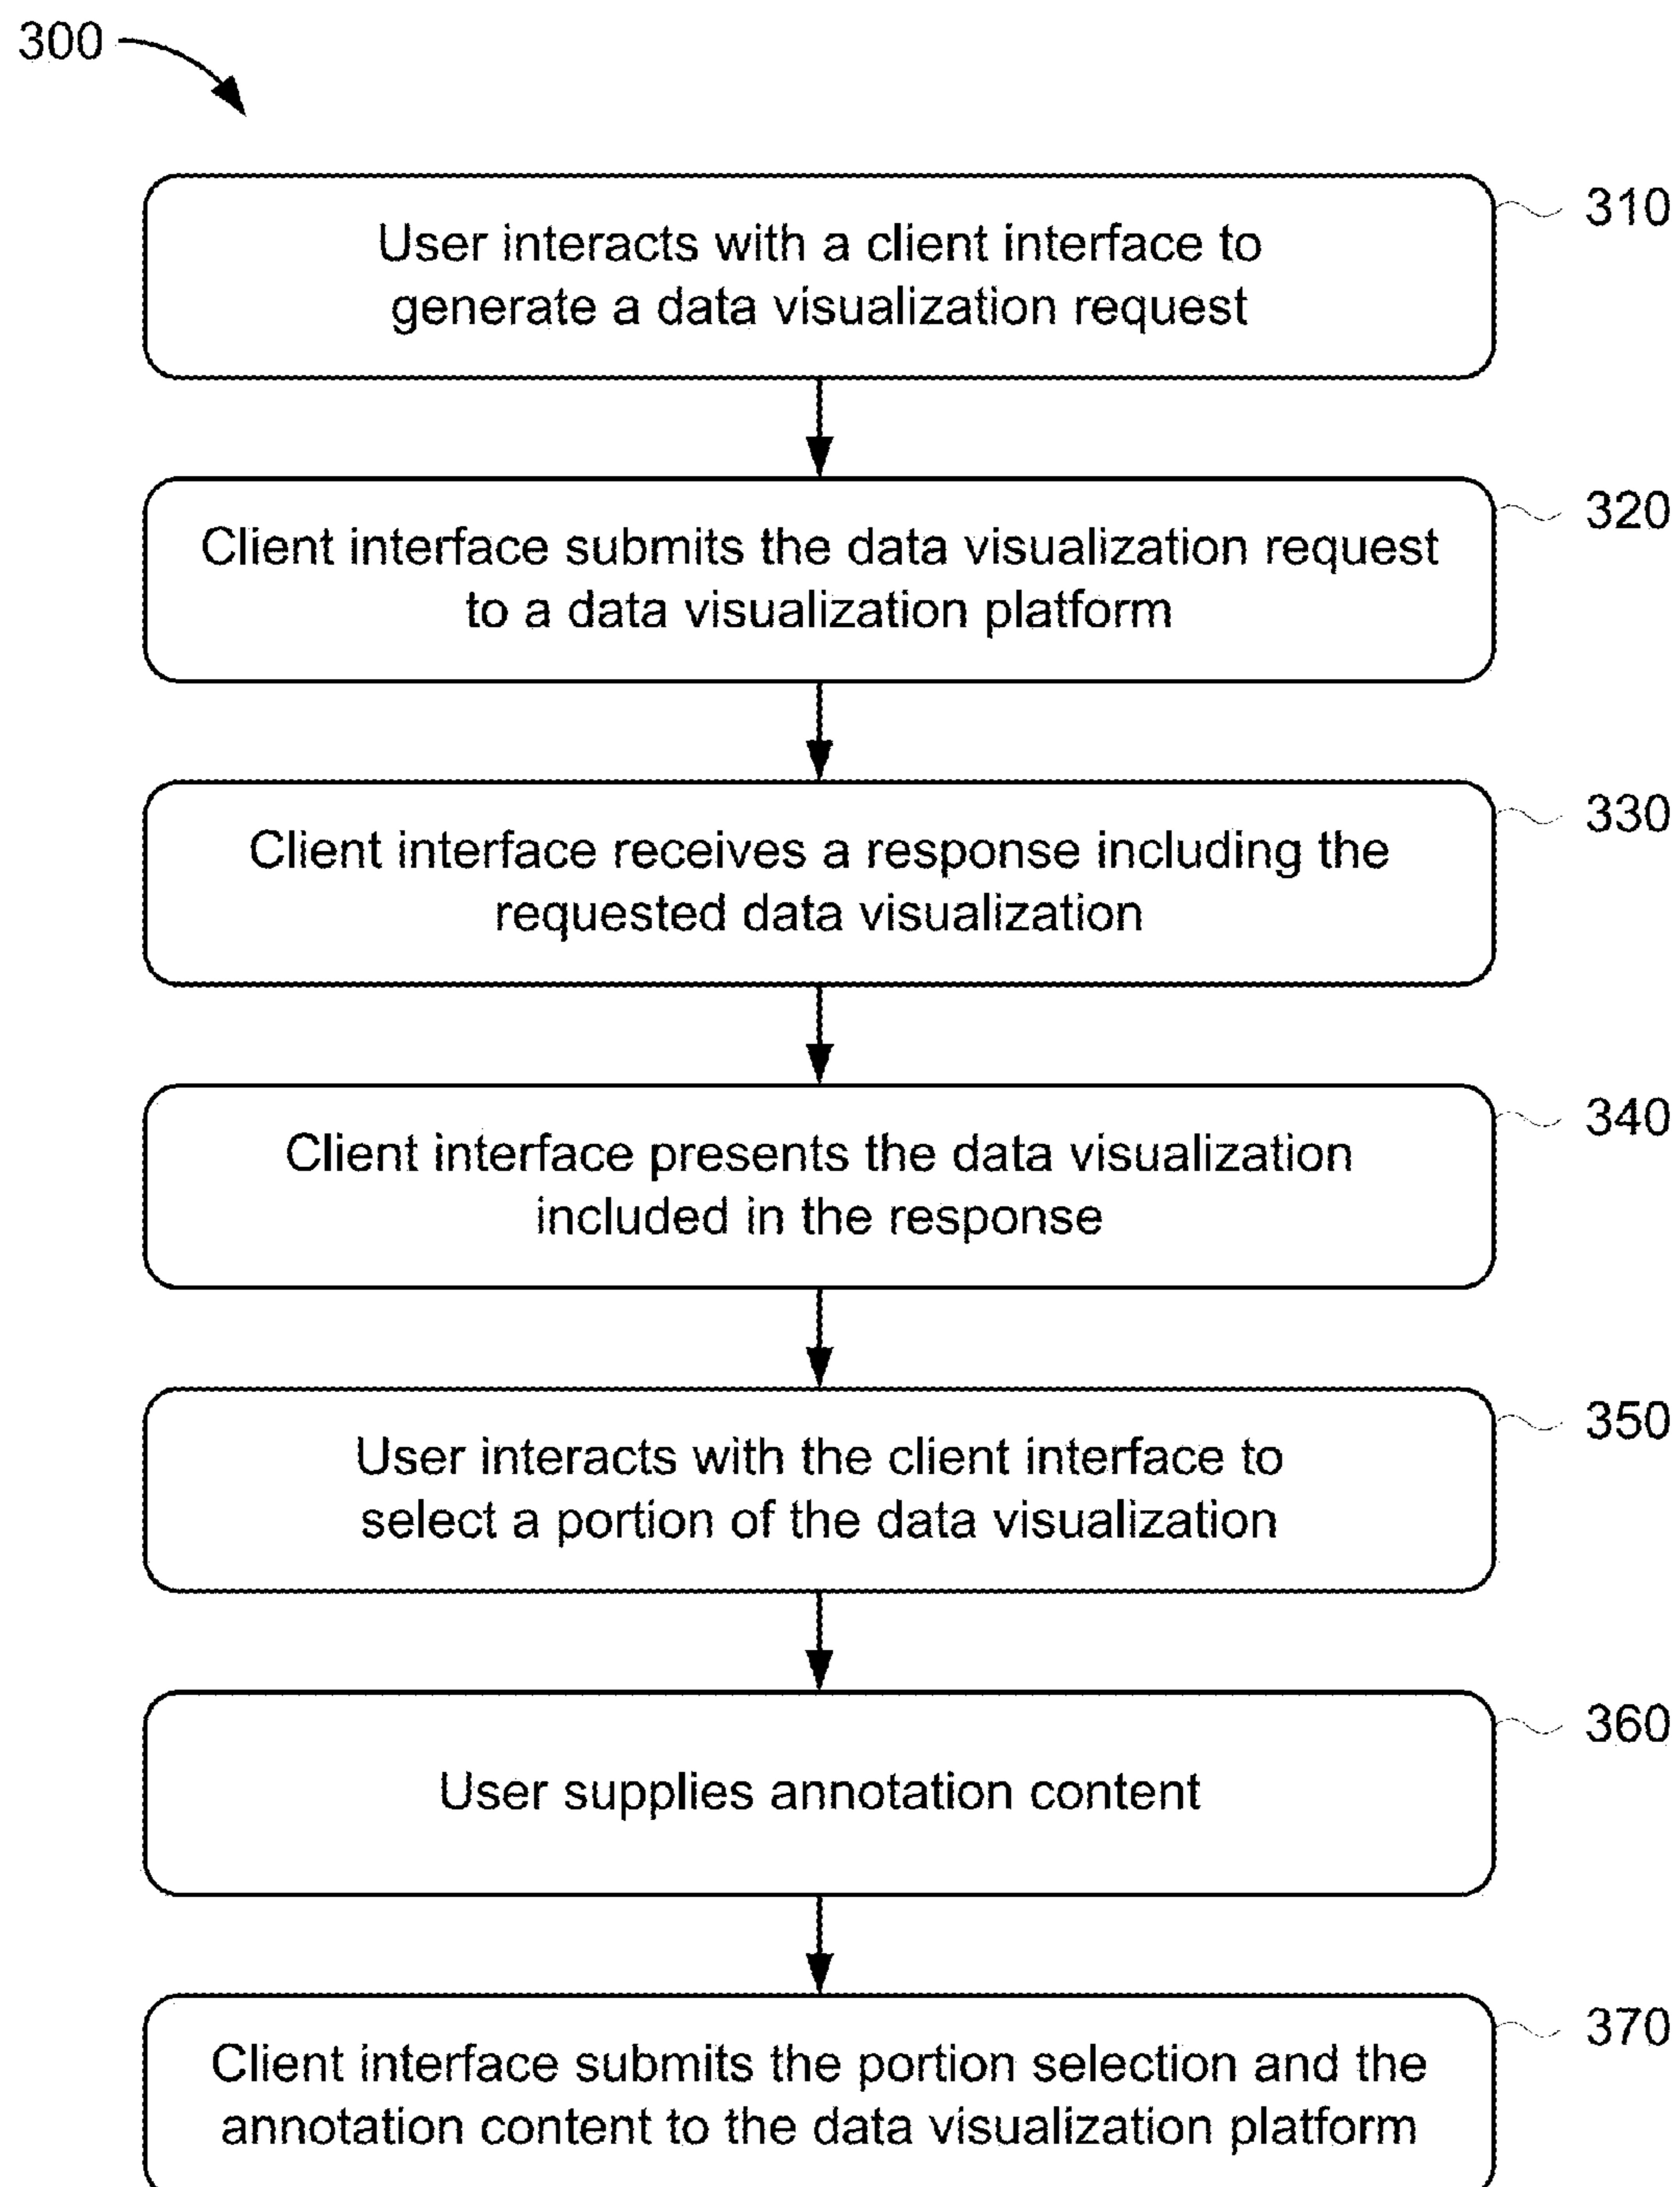 300
310
User interacts with a client interface to
generate a data visualization request
320
Client interface submits the data visualization request
to a data visualization platform
330
Client interface receives a response including the
requested data visualization
340
Client interface presents the data visualization
included in the response
350
User interacts with the client interface to
select a portion of the data visualization
360
User supplies annotation content
370
Client interface submits the portion selection and the
annotation content to the data visualization platform